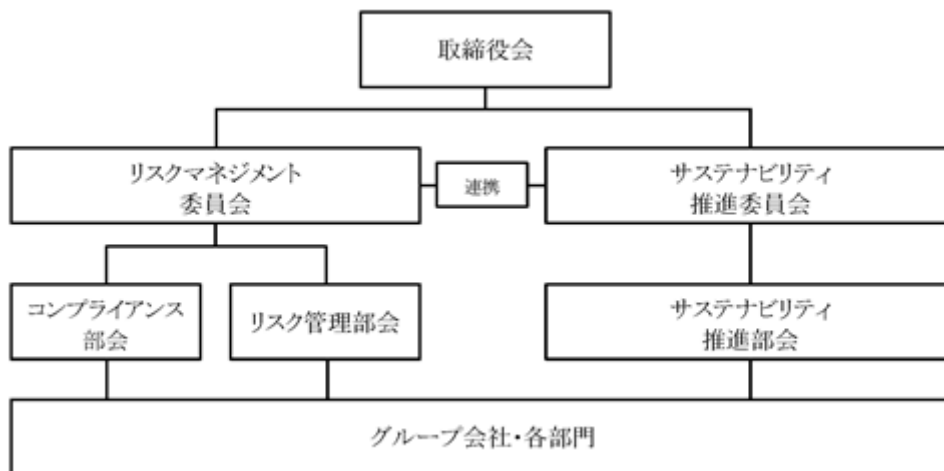 取締役会
リスクマネジメント
委員会
連携
サステナビリティ
推進委員会
コンプライアンス
部会
リスク管理部会
サステナビリティ
推進部会
グループ会社・各部門